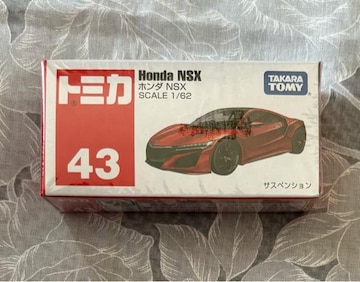 トミカ
Honda NSX
ホンダ NSX
SCALE 1/62
TAKARA
TOMY
43
サスペンション